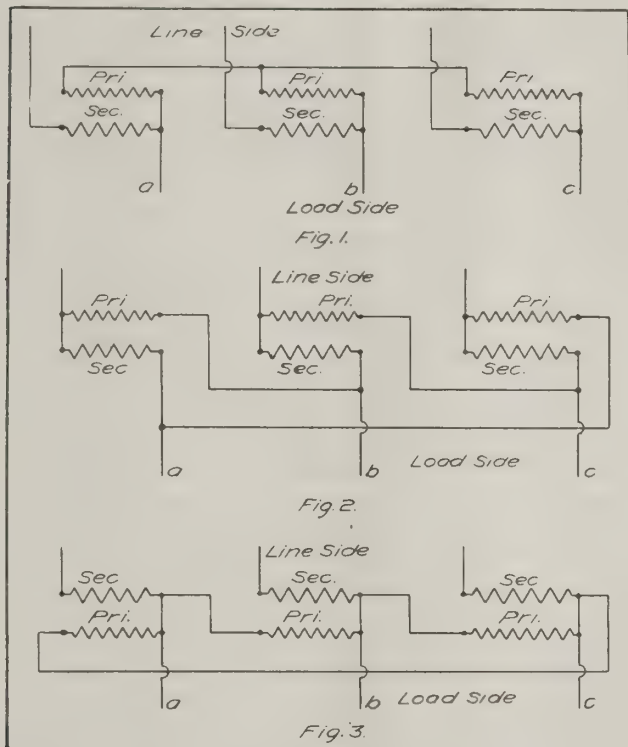 Line Side
Pri Pri Pri
Sec. Sec. Sec.
a b c
Load Side
Fig. 1.
Line Side
Pri Pri. Pri
Sec Sec. Sec.
a b Load Side c
Fig. 2.
Line Side
Sec Sec. Sec
Pri. Pri. Pri.
a b Load Side c
Fig. 3.